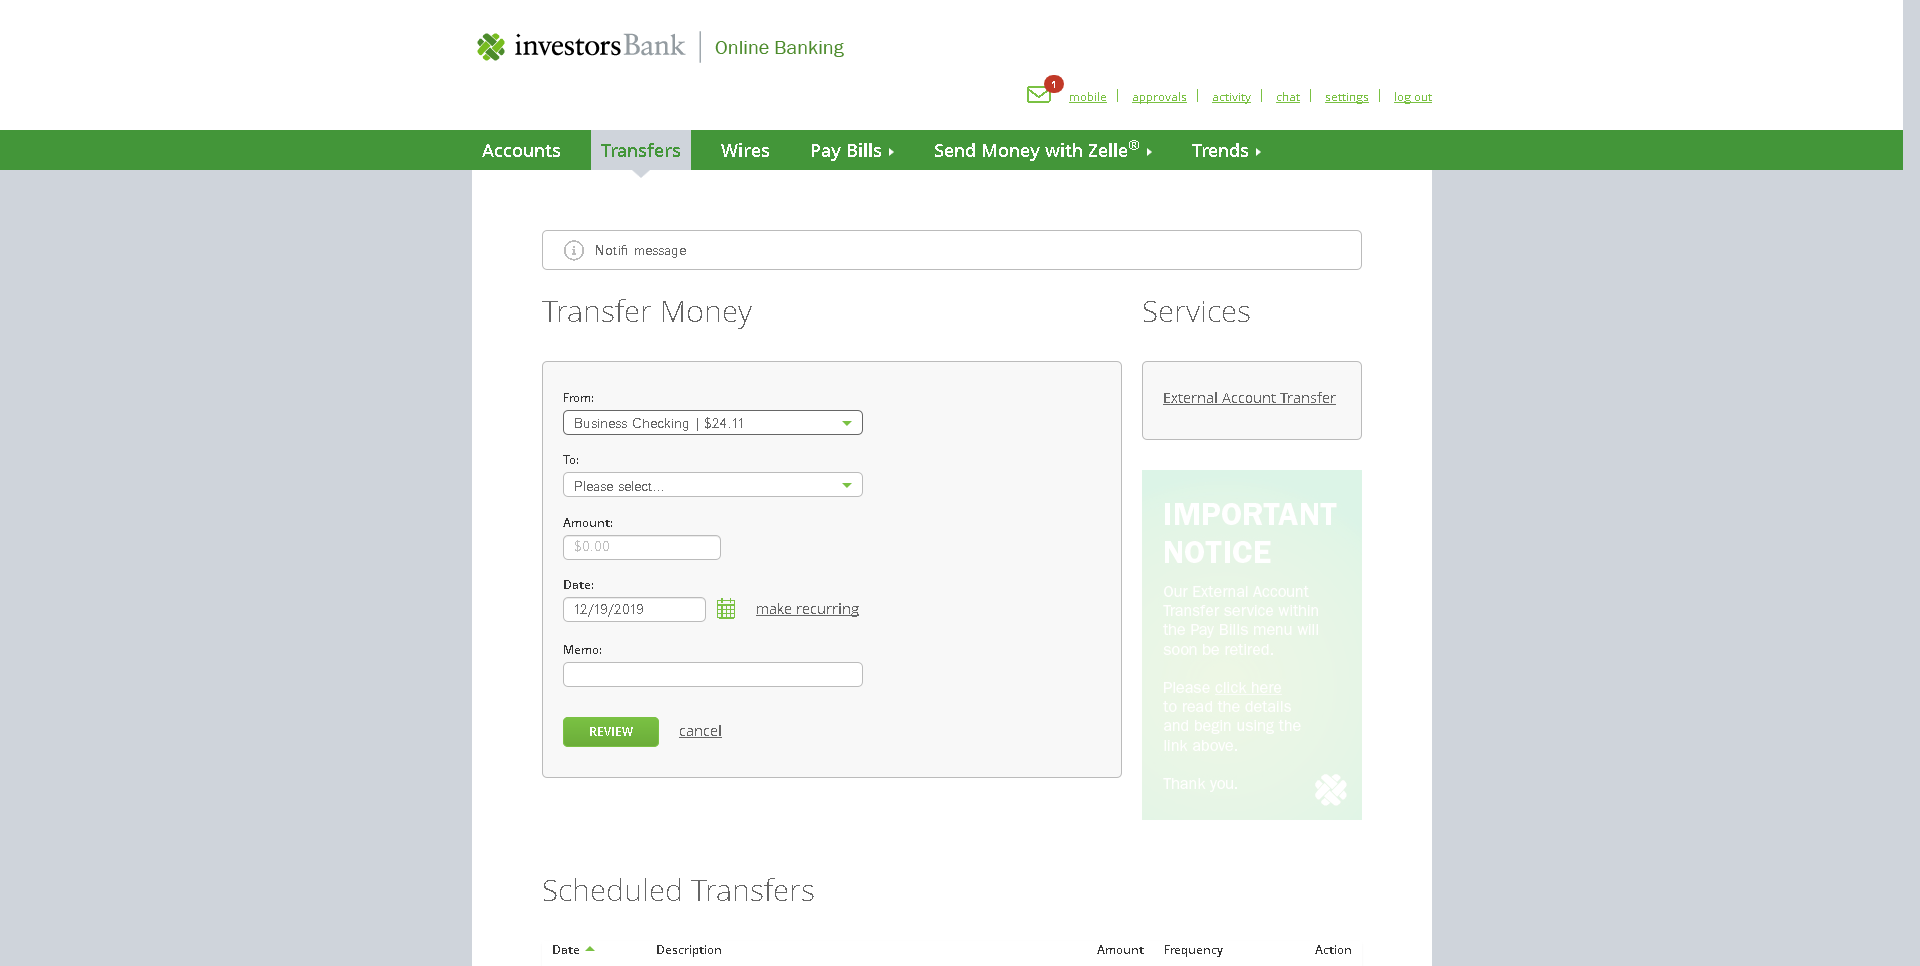 investorsBank | Online Banking
1
mobile | approvals | activity | chat | settings | log out
Accounts Transfers Wires Pay Bills Send Money with Zelle® Trends
Notifi message
Transfer Money
From:
Business Checking | $24.11
To:
Please select...
Amount:
$0.00
Date:
12/19/2019 make recurring
Memo:
REVIEW cancel
Services
External Account Transfer
IMPORTANT
NOTICE
Our External Account
Transfer service within
the Pay Bills menu will
soon be retired.
Please click here
to read the details
and begin using the
link above.
Thank you.
Scheduled Transfers
Date Description Amount Frequency Action